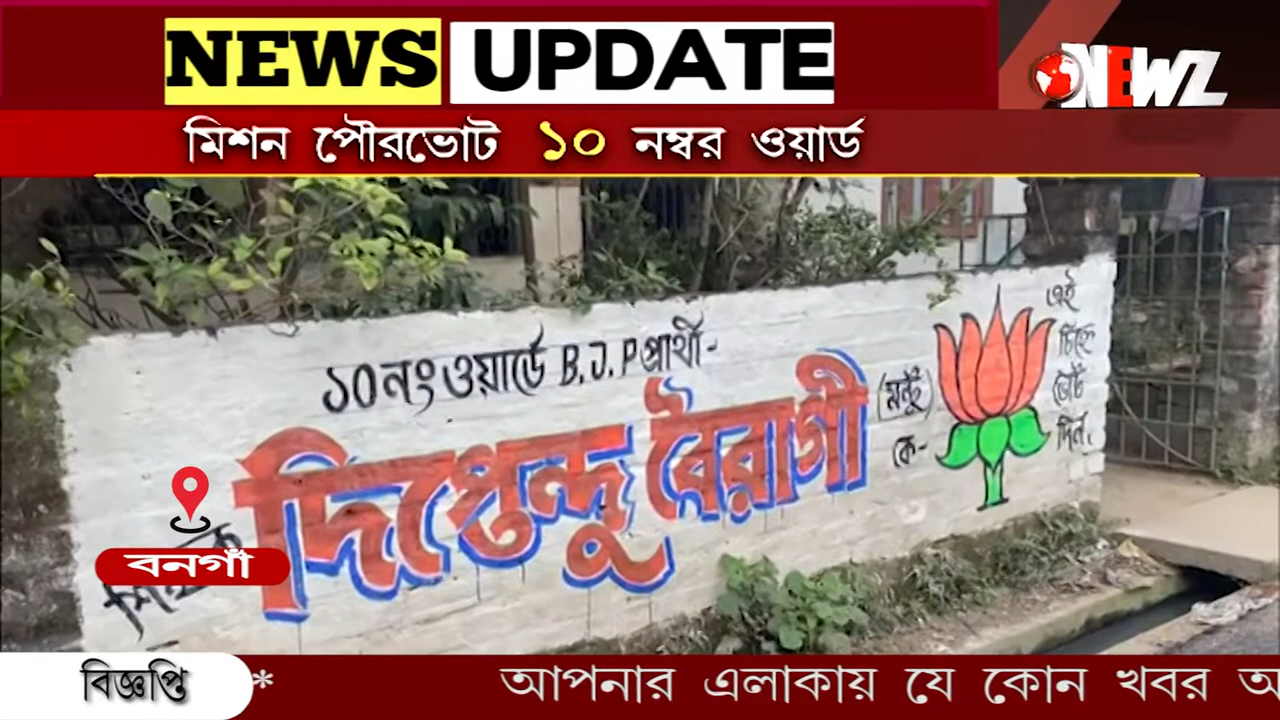 NEWS UPDATE
NEWZ
মিশন পৌরভোট ১০ নম্বর ওয়ার্ড
১০নং ওয়ার্ডে B.J.P প্রার্থী-
দিপ্তেন্দু বৈরাগী
(মন্টু)
কে-
এই
চিহ্নে
ভোট
দিন.
বনগাঁ
বিজ্ঞপ্তি
* আপনার এলাকায় যে কোন খবর অ